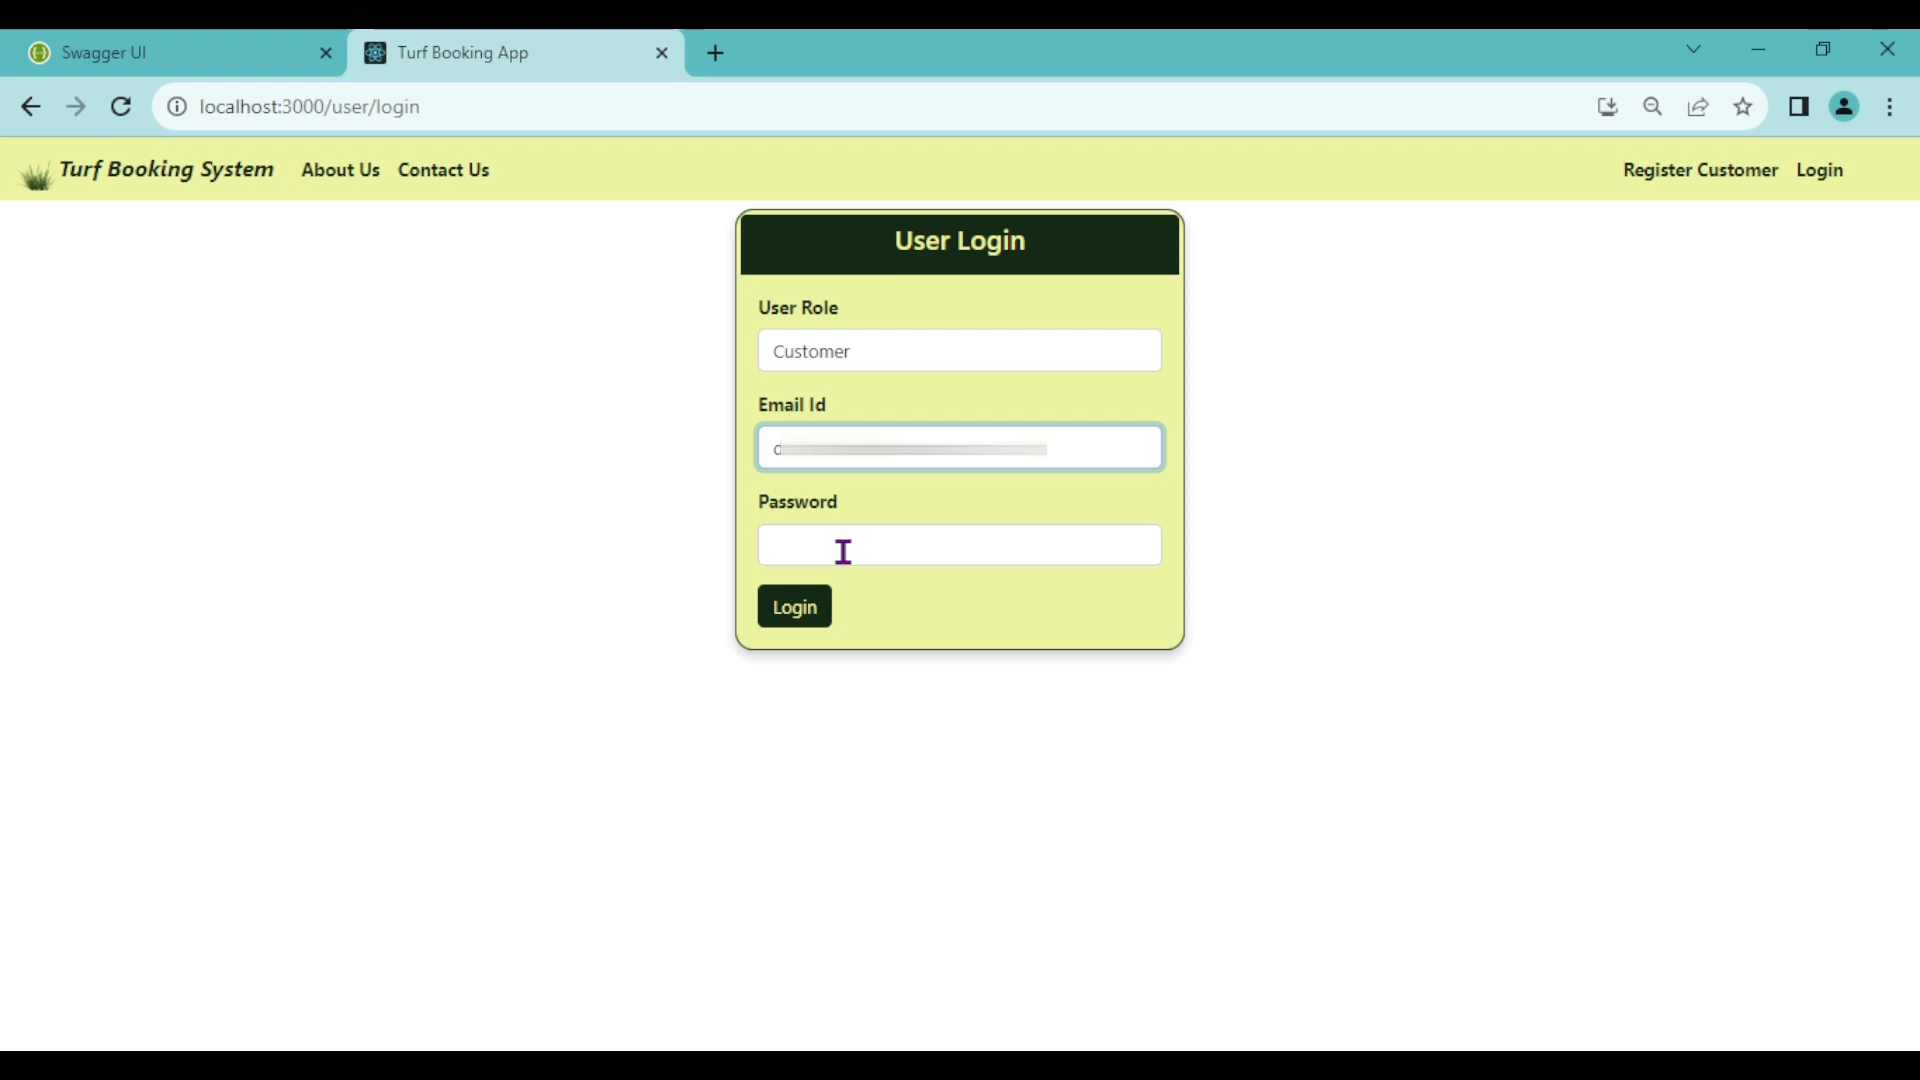 Swagger UI
Turf Booking App
localhost:3000/user/login
Turf Booking System About Us Contact Us Register Customer Login
User Login
User Role
Customer
Email Id
Password
Login